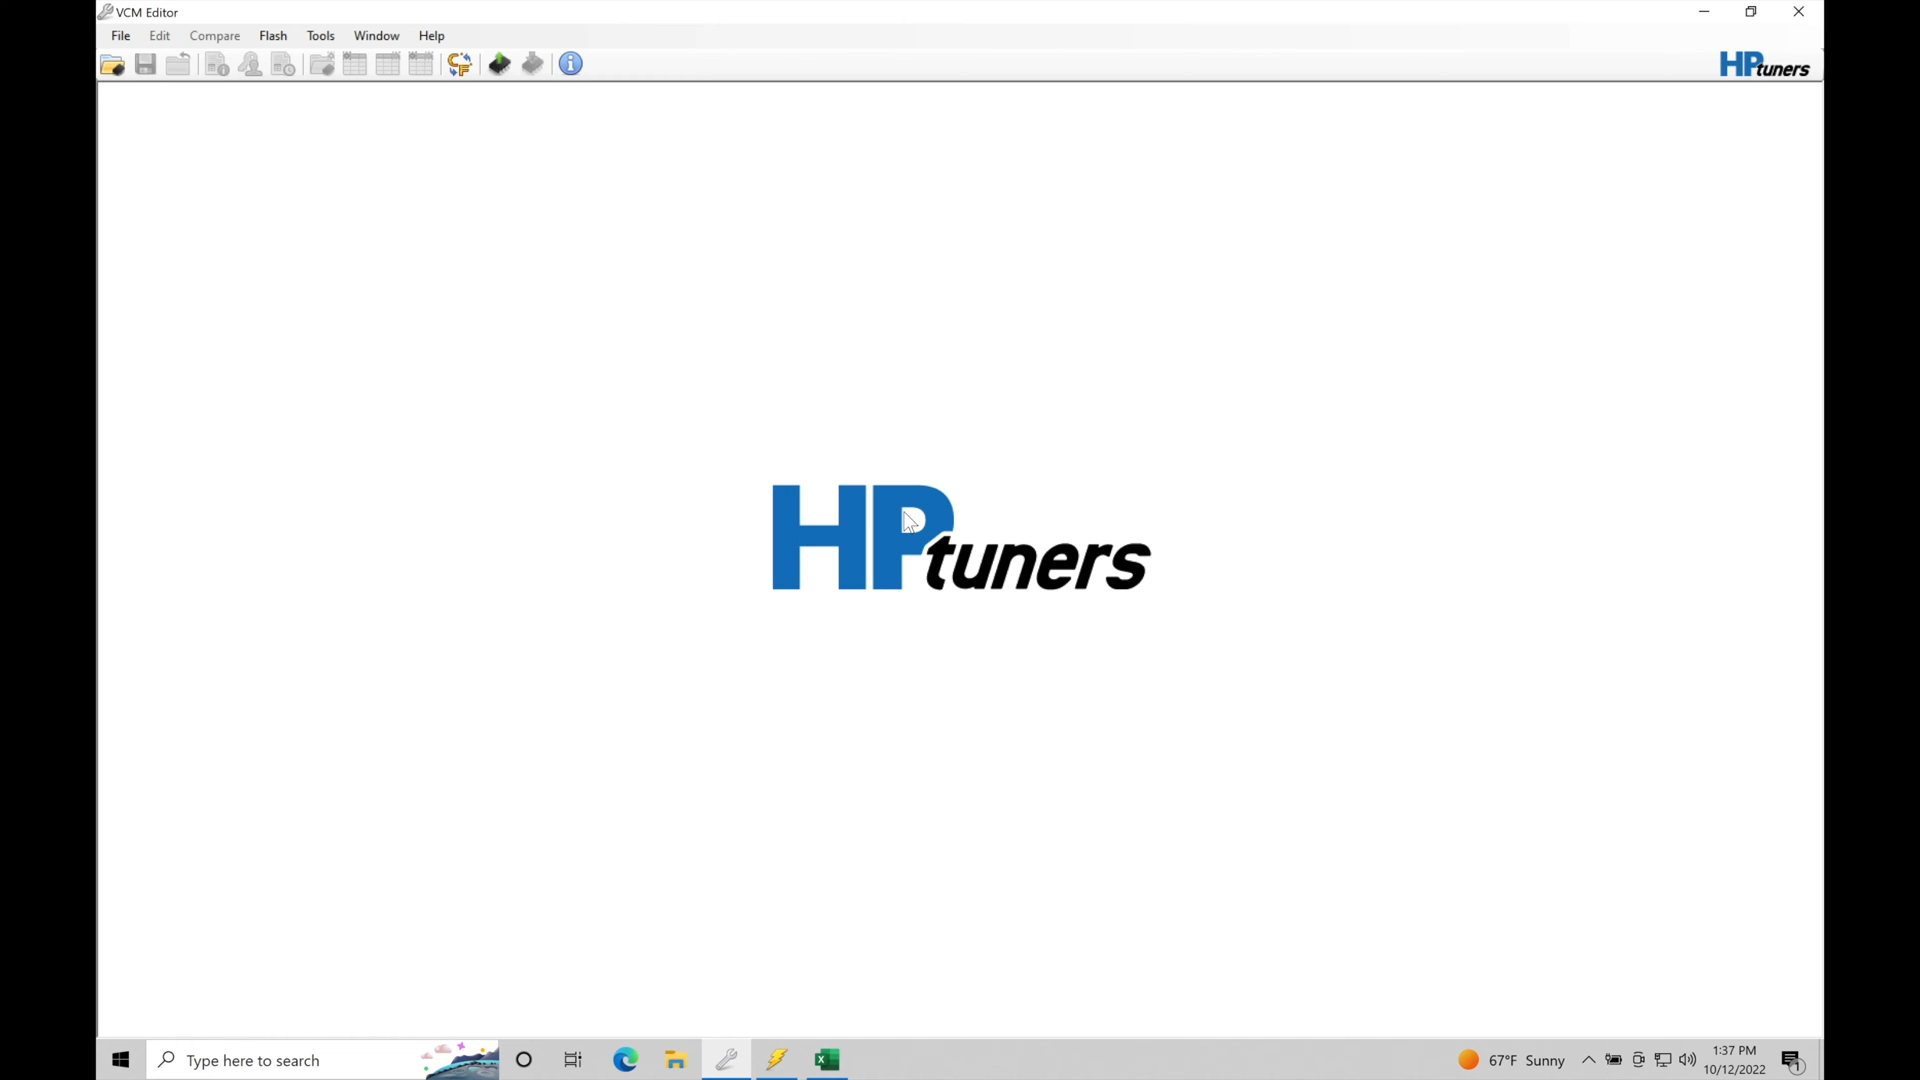 VCM Editor
File Edit Compare Flash Tools Window Help
HPtuners
HPtuners
Type here to search
67°F Sunny
1:37 PM
10/12/2022
1